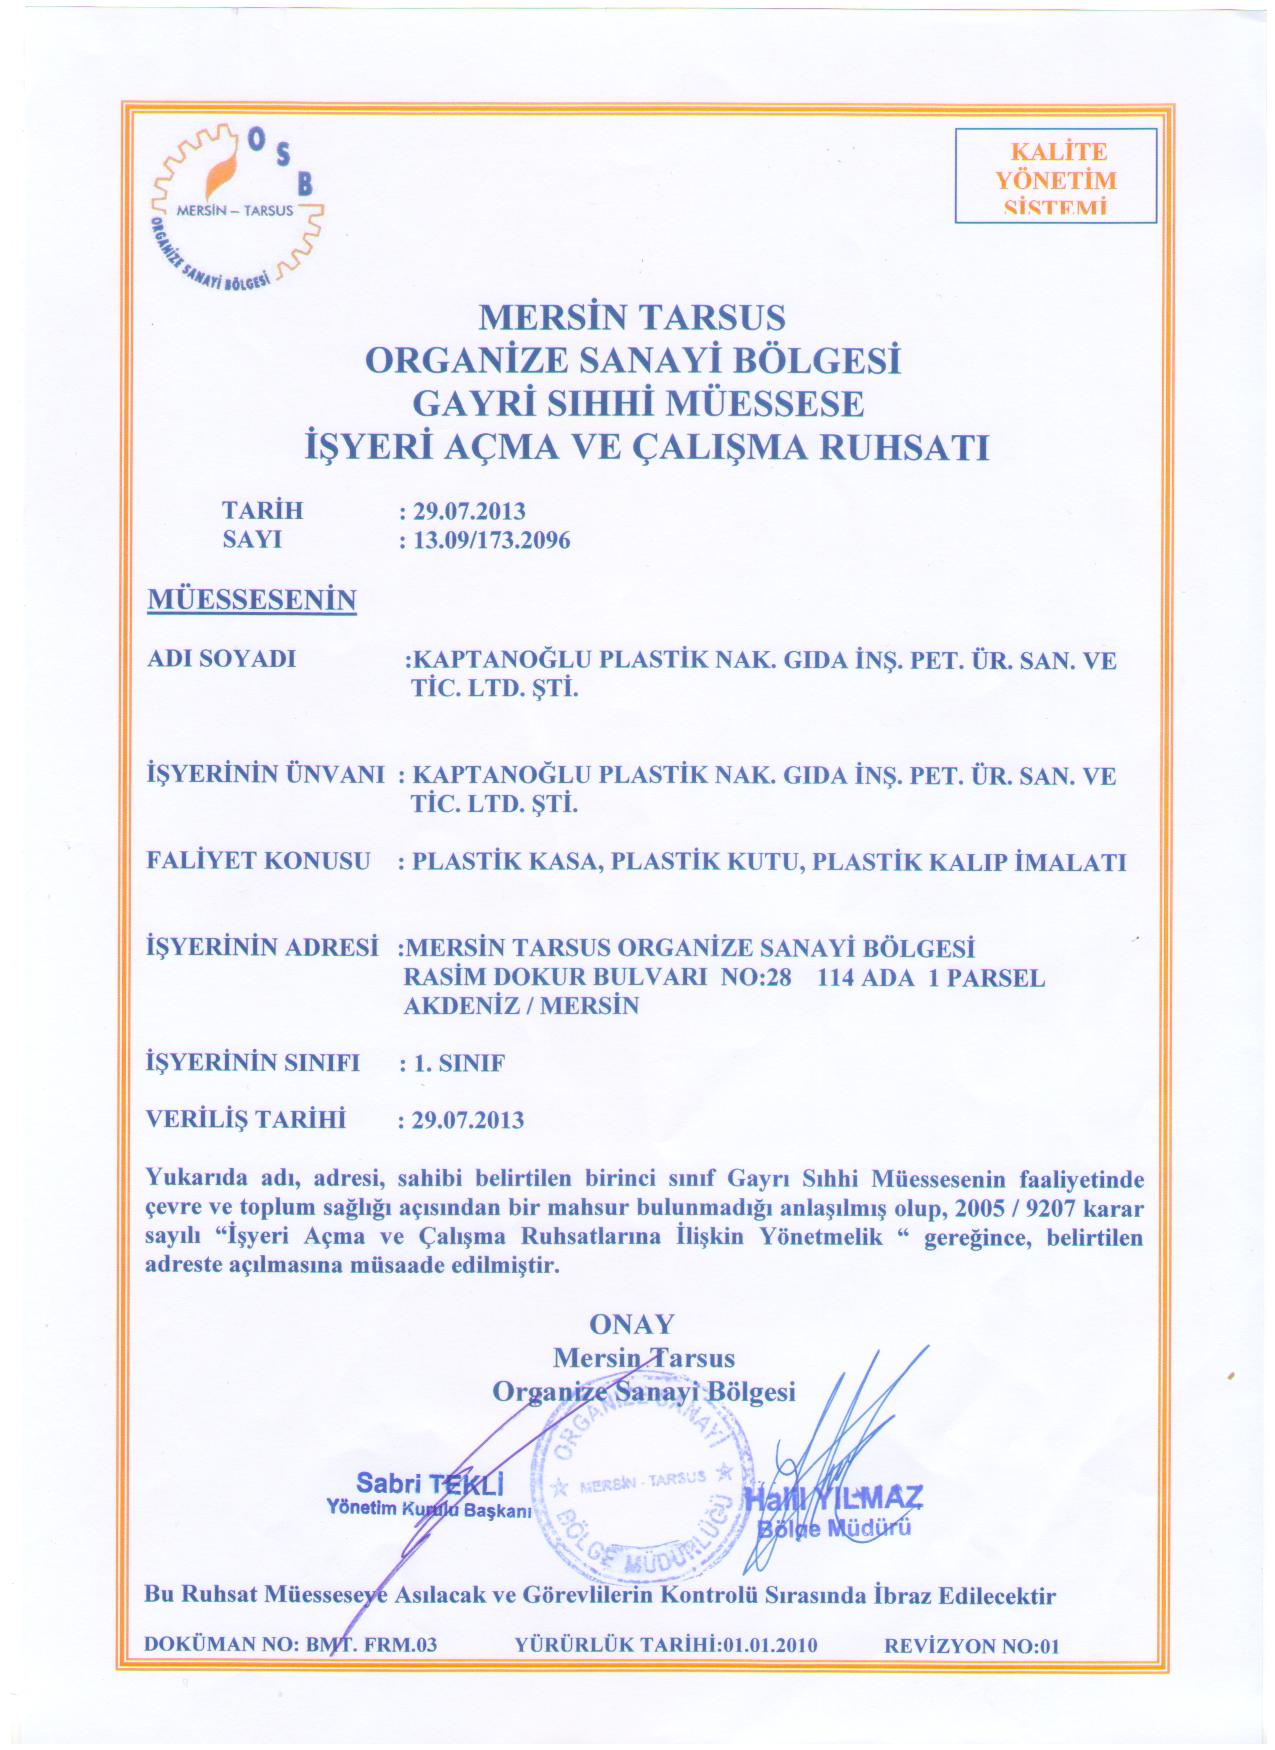 O S B
MERSİN – TARSUS
ORGANİZE SANAYİ BÖLGESİ
KALİTE
YÖNETİM
SİSTEMİ
MERSİN TARSUS
ORGANİZE SANAYİ BÖLGESİ
GAYRİ SIHHİ MÜESSESE
İŞYERİ AÇMA VE ÇALIŞMA RUHSATI
TARİH : 29.07.2013
SAYI : 13.09/173.2096
MÜESSESENİN
ADI SOYADI :KAPTANOĞLU PLASTİK NAK. GIDA İNŞ. PET. ÜR. SAN. VE
TİC. LTD. ŞTİ.
İŞYERİNİN ÜNVANI : KAPTANOĞLU PLASTİK NAK. GIDA İNŞ. PET. ÜR. SAN. VE
TİC. LTD. ŞTİ.
FALİYET KONUSU : PLASTİK KASA, PLASTİK KUTU, PLASTİK KALIP İMALATI
İŞYERİNİN ADRESİ :MERSİN TARSUS ORGANİZE SANAYİ BÖLGESİ
RASİM DOKUR BULVARI NO:28 114 ADA 1 PARSEL
AKDENİZ / MERSİN
İŞYERİNİN SINIFI : 1. SINIF
VERİLİŞ TARİHİ : 29.07.2013
Yukarıda adı, adresi, sahibi belirtilen birinci sınıf Gayrı Sıhhi Müessesenin faaliyetinde
çevre ve toplum sağlığı açısından bir mahsur bulunmadığı anlaşılmış olup, 2005 / 9207 karar
sayılı “İşyeri Açma ve Çalışma Ruhsatlarına İlişkin Yönetmelik “ gereğince, belirtilen
adreste açılmasına müsaade edilmiştir.
ONAY
Mersin Tarsus
Organize Sanayi Bölgesi
ORGANİZE SANAYİ
MERSİN - TARSUS
BÖLGE MÜDÜRLÜĞÜ
Sabri TEKLİ
Yönetim Kurulu Başkanı
Halil YILMAZ
Bölge Müdürü
Bu Ruhsat Müesseseye Asılacak ve Görevlilerin Kontrolü Sırasında İbraz Edilecektir
DOKÜMAN NO: BMT. FRM.03 YÜRÜRLÜK TARİHİ:01.01.2010 REVİZYON NO:01